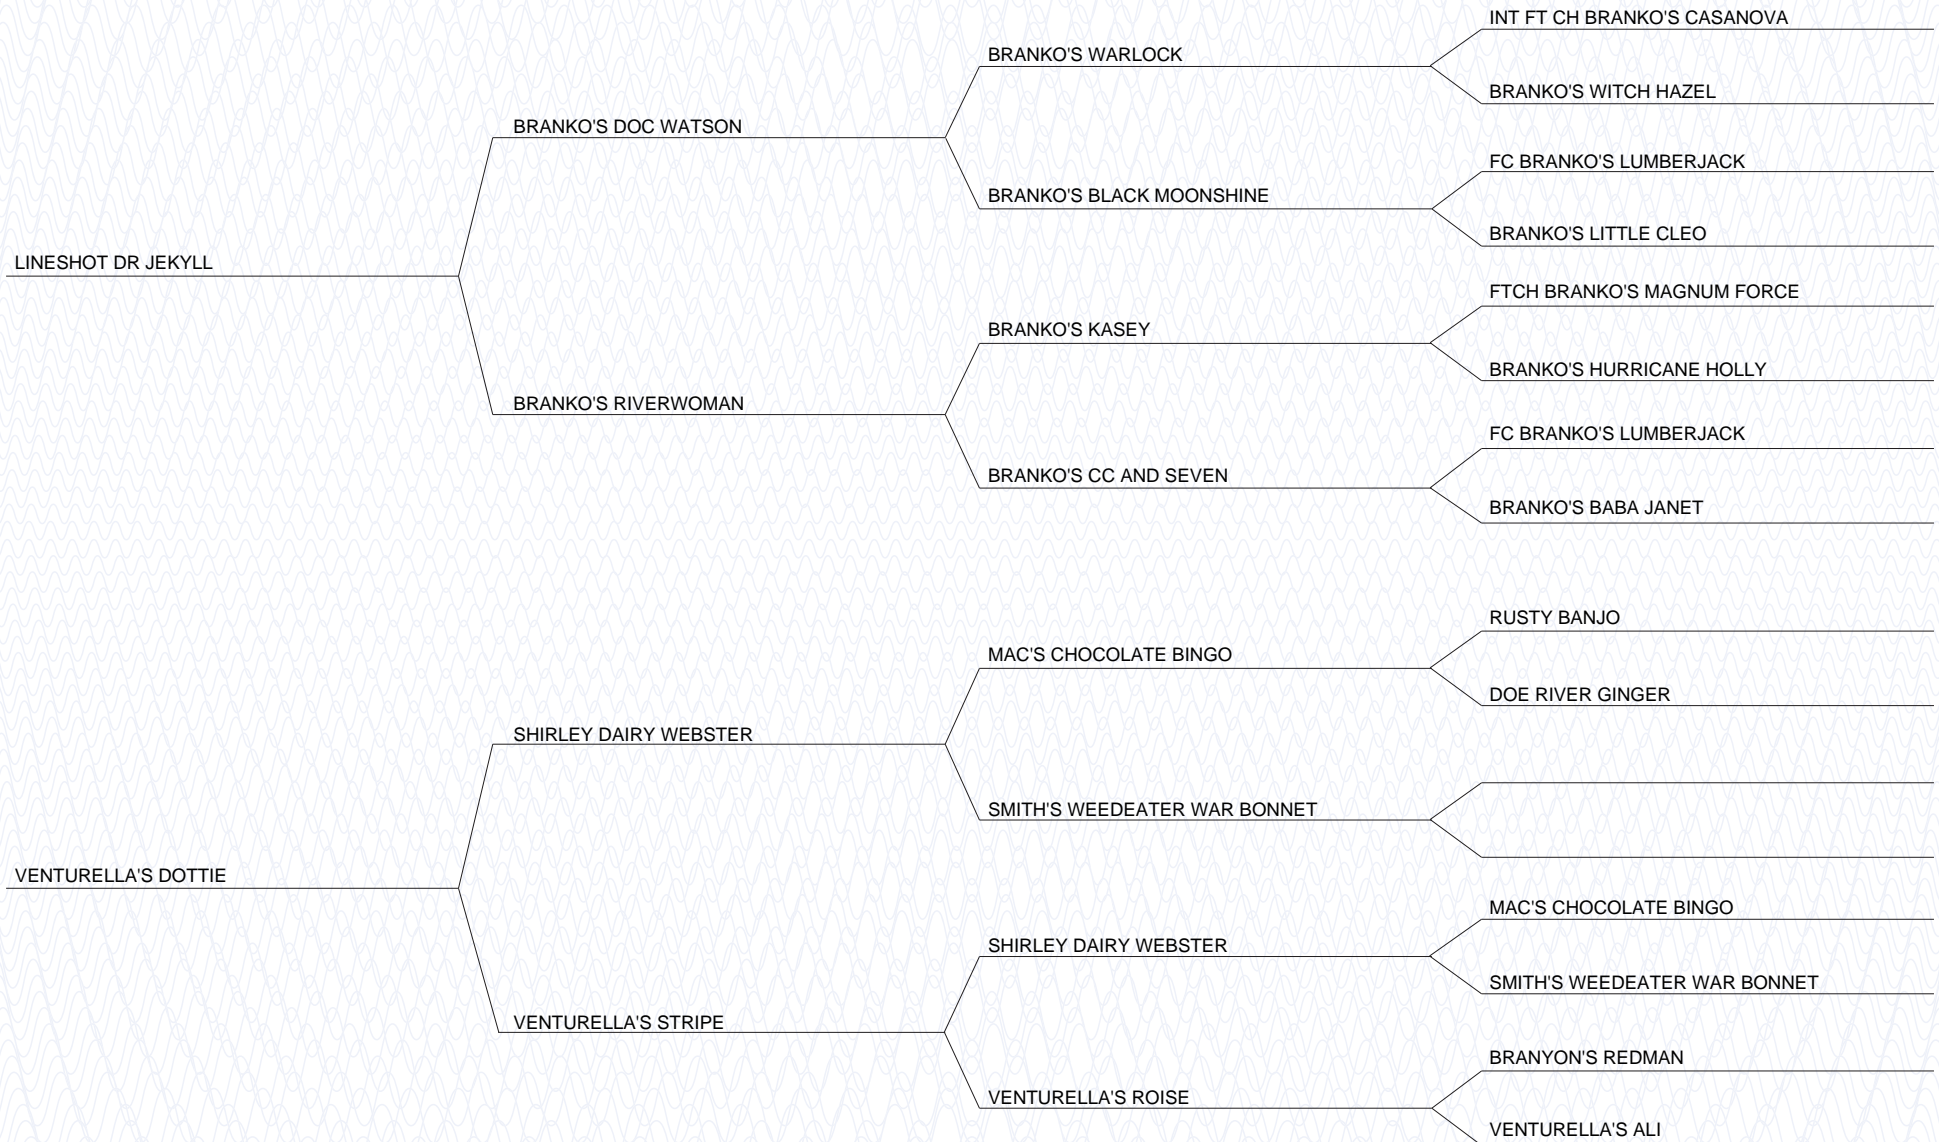 INT FT CH BRANKO'S CASANOVA
BRANKO'S WARLOCK
BRANKO'S WITCH HAZEL
BRANKO'S DOC WATSON
FC BRANKO'S LUMBERJACK
BRANKO'S BLACK MOONSHINE
BRANKO'S LITTLE CLEO
LINESHOT DR JEKYLL
FTCH BRANKO'S MAGNUM FORCE
BRANKO'S KASEY
BRANKO'S HURRICANE HOLLY
BRANKO'S RIVERWOMAN
FC BRANKO'S LUMBERJACK
BRANKO'S CC AND SEVEN
BRANKO'S BABA JANET
RUSTY BANJO
MAC'S CHOCOLATE BINGO
DOE RIVER GINGER
SHIRLEY DAIRY WEBSTER
SMITH'S WEEDEATER WAR BONNET
VENTURELLA'S DOTTIE
MAC'S CHOCOLATE BINGO
SHIRLEY DAIRY WEBSTER
SMITH'S WEEDEATER WAR BONNET
VENTURELLA'S STRIPE
BRANYON'S REDMAN
VENTURELLA'S ROISE
VENTURELLA'S ALI